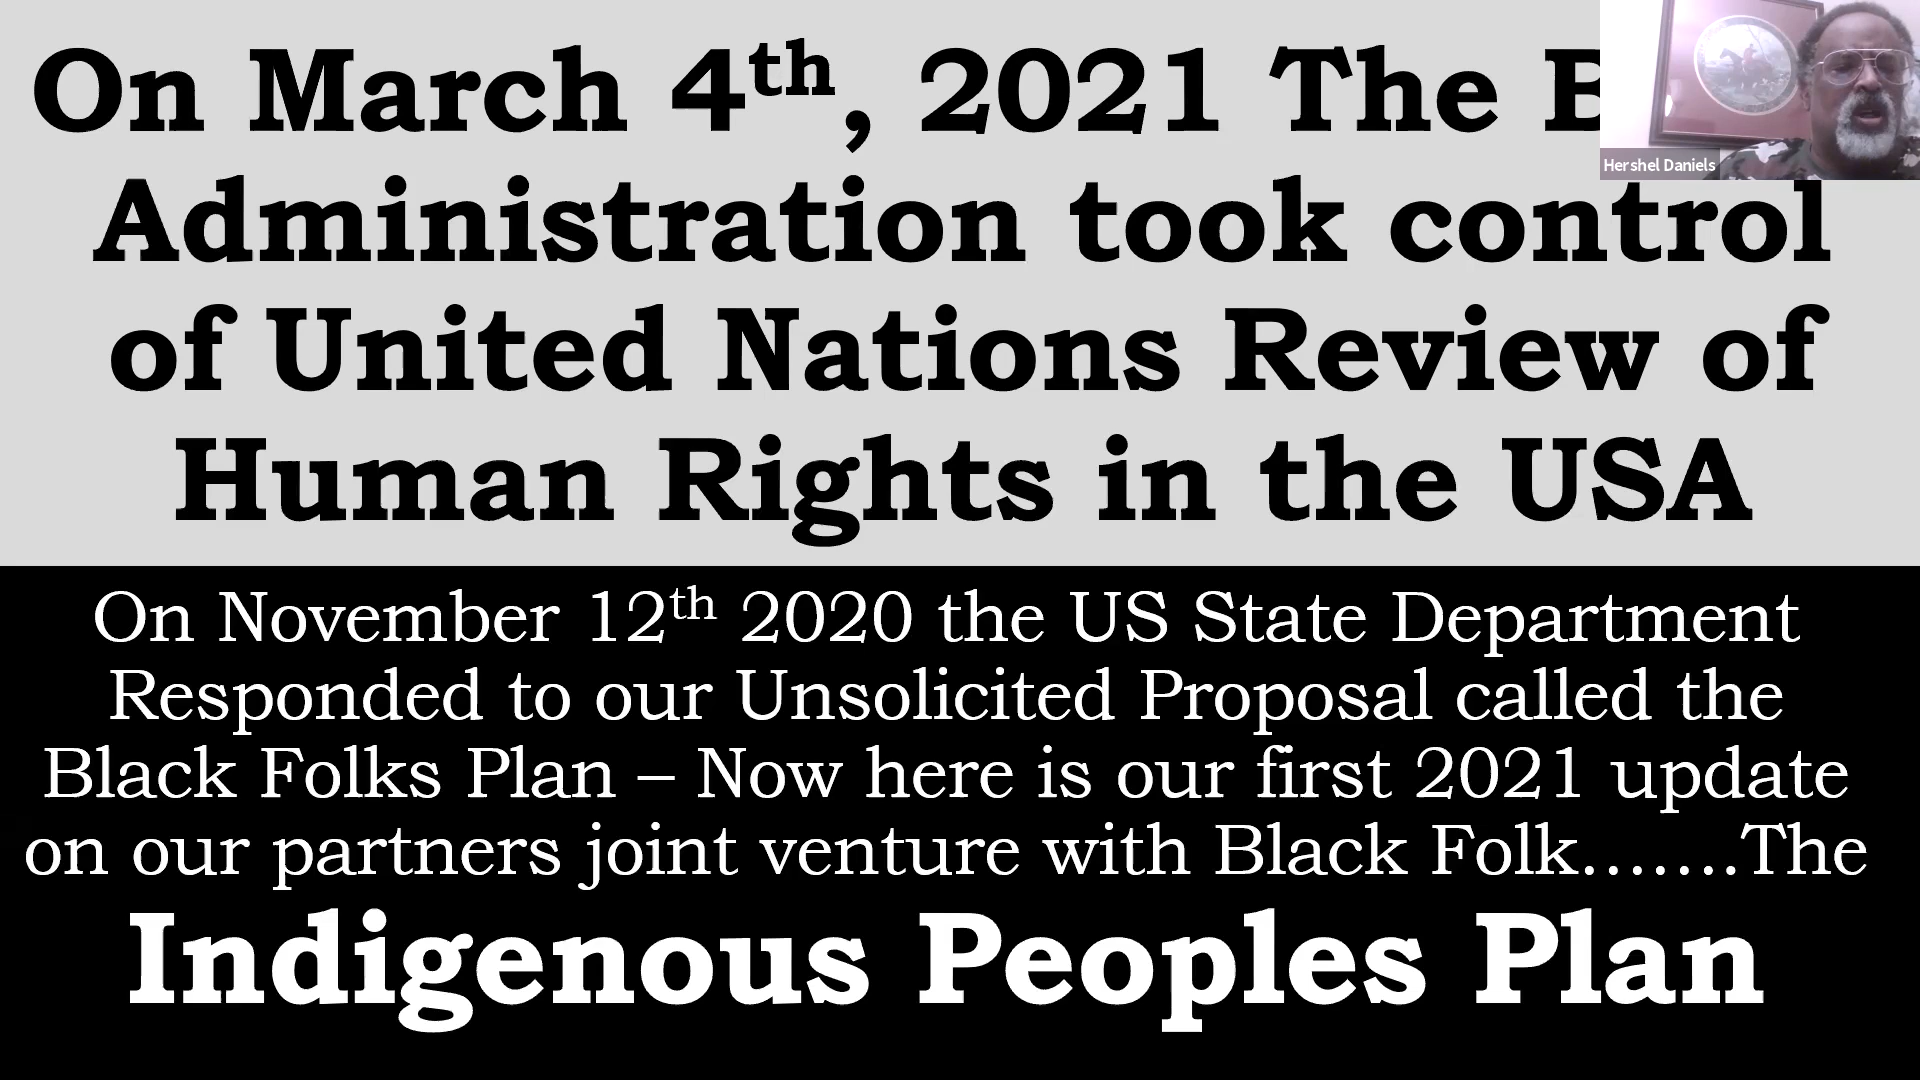 On March 4th, 2021 The B
Administration took control
of United Nations Review of
Human Rights in the USA
Hershel Daniels
On November 12th 2020 the US State Department
Responded to our Unsolicited Proposal called the
Black Folks Plan – Now here is our first 2021 update
on our partners joint venture with Black Folk.......The
Indigenous Peoples Plan